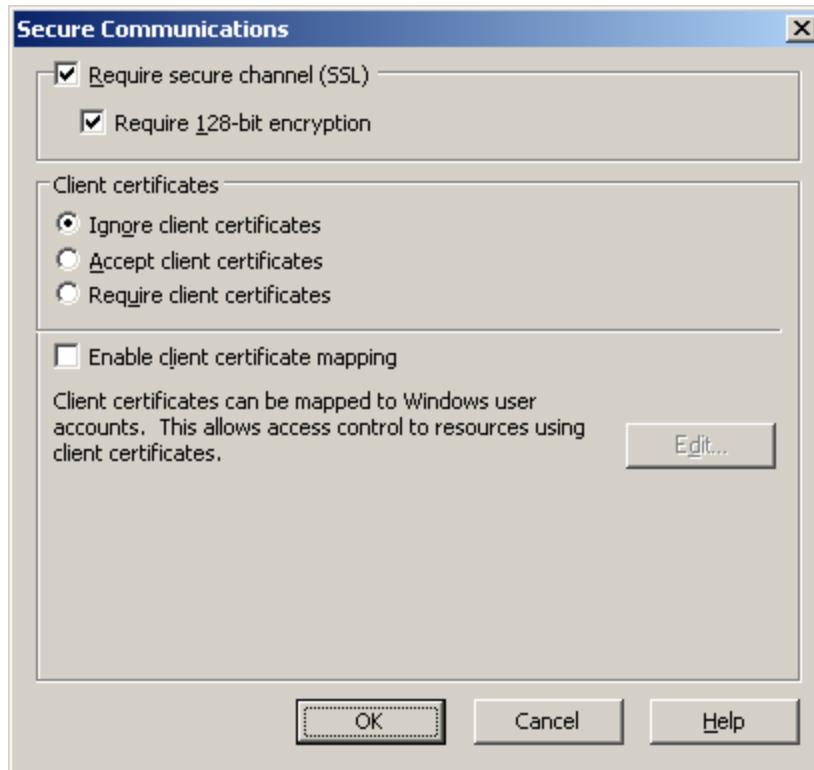 Secure Communications
Require secure channel (SSL)
Require 128-bit encryption
Client certificates
Ignore client certificates
Accept client certificates
Require client certificates
Enable client certificate mapping
Client certificates can be mapped to Windows user
accounts.  This allows access control to resources using
client certificates.
Edit...
OK
Cancel
Help